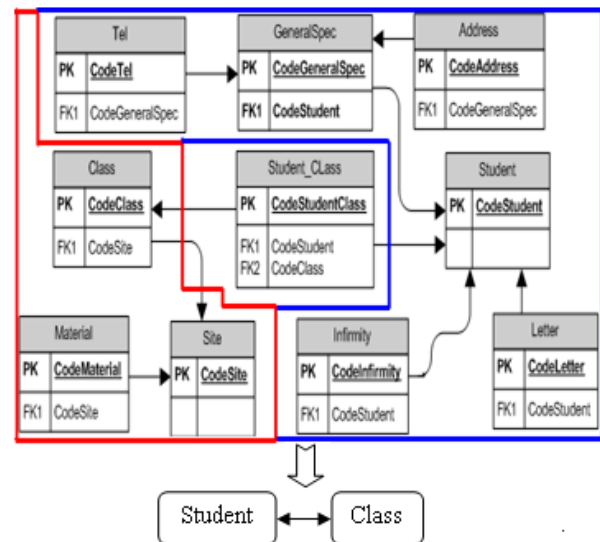 Tel
PK CodeTel
FK1 CodeGeneralSpec
GeneralSpec
PK CodeGeneralSpec
FK1 CodeStudent
Address
PK CodeAddress
FK1 CodeGeneralSpec
Class
PK CodeClass
FK1 CodeSite
Student_CLass
PK CodeStudentClass
FK1 CodeStudent
FK2 CodeClass
Student
PK CodeStudent
Material
PK CodeMaterial
FK1 CodeSite
Site
PK CodeSite
Infirmity
PK CodeInfirmity
FK1 CodeStudent
Letter
PK CodeLetter
FK1 CodeStudent
Student
Class
.